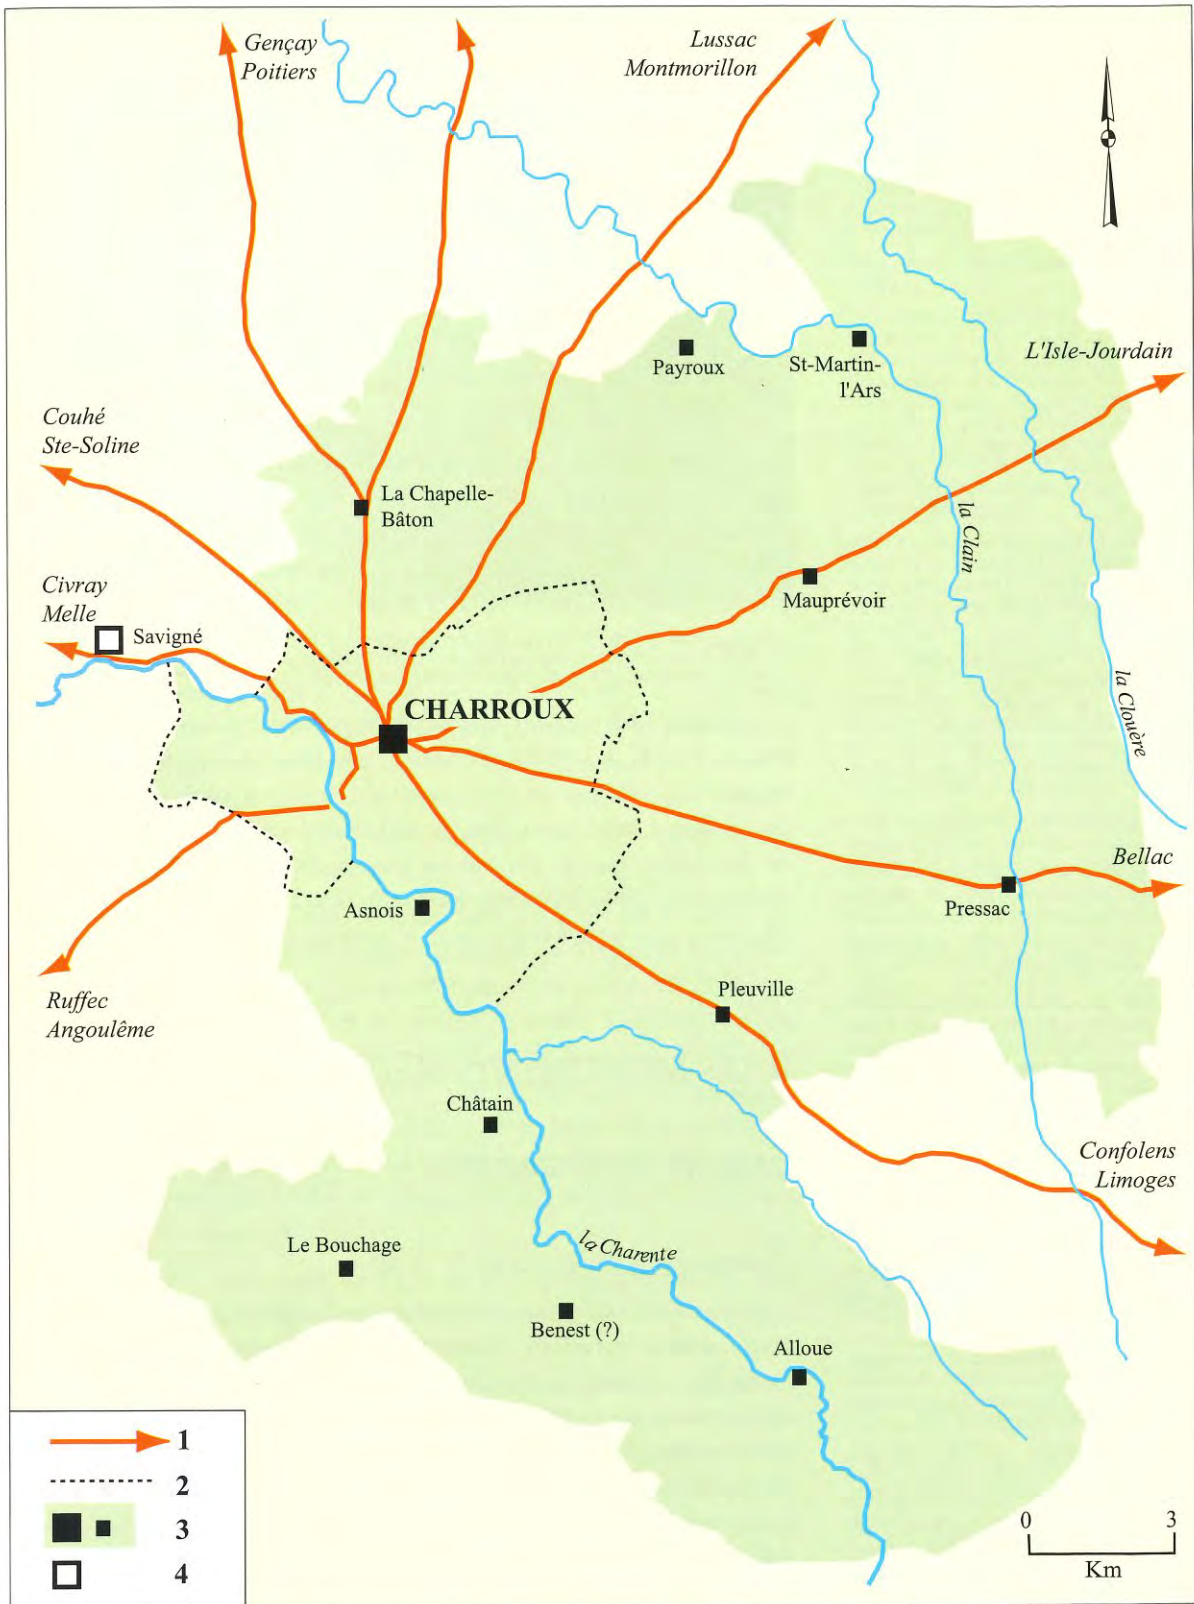 Gençay
Poitiers
Lussac
Montmorillon
Payroux
St-Martin-
l'Ars
L'Isle-Jourdain
Couhé
Ste-Soline
La Chapelle-
Bâton
la Clain
Civray
Melle
Savigné
Mauprévoir
CHARROUX
la Clouère
Bellac
Asnois
Pressac
Ruffec
Angoulême
Pleuville
Châtain
Confolens
Limoges
Le Bouchage
la Charente
Benest (?)
Alloue
1
2
3
4
0 3
Km